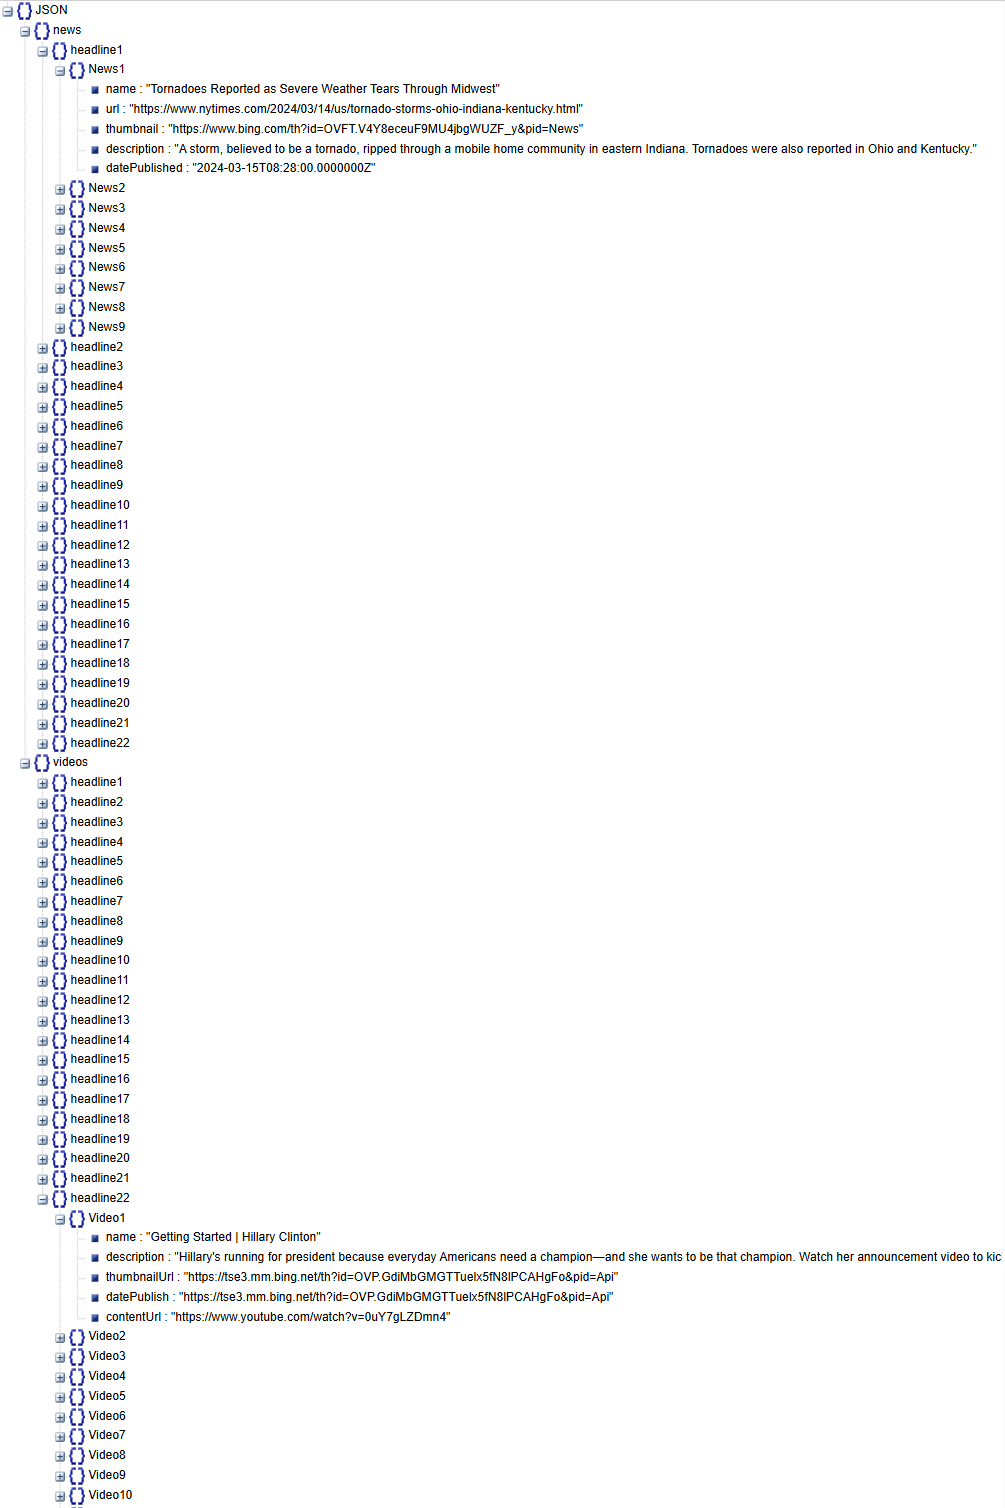 JSON
news
headline1
News1
name : "Tornadoes Reported as Severe Weather Tears Through Midwest"
url : "https://www.nytimes.com/2024/03/14/us/tornado-storms-ohio-indiana-kentucky.html"
thumbnail : "https://www.bing.com/th?id=OVFT.V4Y8eceuF9MU4jbgWUZF_y&pid=News"
description : "A storm, believed to be a tornado, ripped through a mobile home community in eastern Indiana. Tornadoes were also reported in Ohio and Kentucky."
datePublished : "2024-03-15T08:28:00.0000000Z"
News2
News3
News4
News5
News6
News7
News8
News9
headline2
headline3
headline4
headline5
headline6
headline7
headline8
headline9
headline10
headline11
headline12
headline13
headline14
headline15
headline16
headline17
headline18
headline19
headline20
headline21
headline22
videos
headline1
headline2
headline3
headline4
headline5
headline6
headline7
headline8
headline9
headline10
headline11
headline12
headline13
headline14
headline15
headline16
headline17
headline18
headline19
headline20
headline21
headline22
Video1
name : "Getting Started | Hillary Clinton"
description : "Hillary's running for president because everyday Americans need a champion—and she wants to be that champion. Watch her announcement video to kic
thumbnailUrl : "https://tse3.mm.bing.net/th?id=OVP.GdiMbGMGTTuelx5fN8IPCAHgFo&pid=Api"
datePublish : "https://tse3.mm.bing.net/th?id=OVP.GdiMbGMGTTuelx5fN8IPCAHgFo&pid=Api"
contentUrl : "https://www.youtube.com/watch?v=0uY7gLZDmn4"
Video2
Video3
Video4
Video5
Video6
Video7
Video8
Video9
Video10